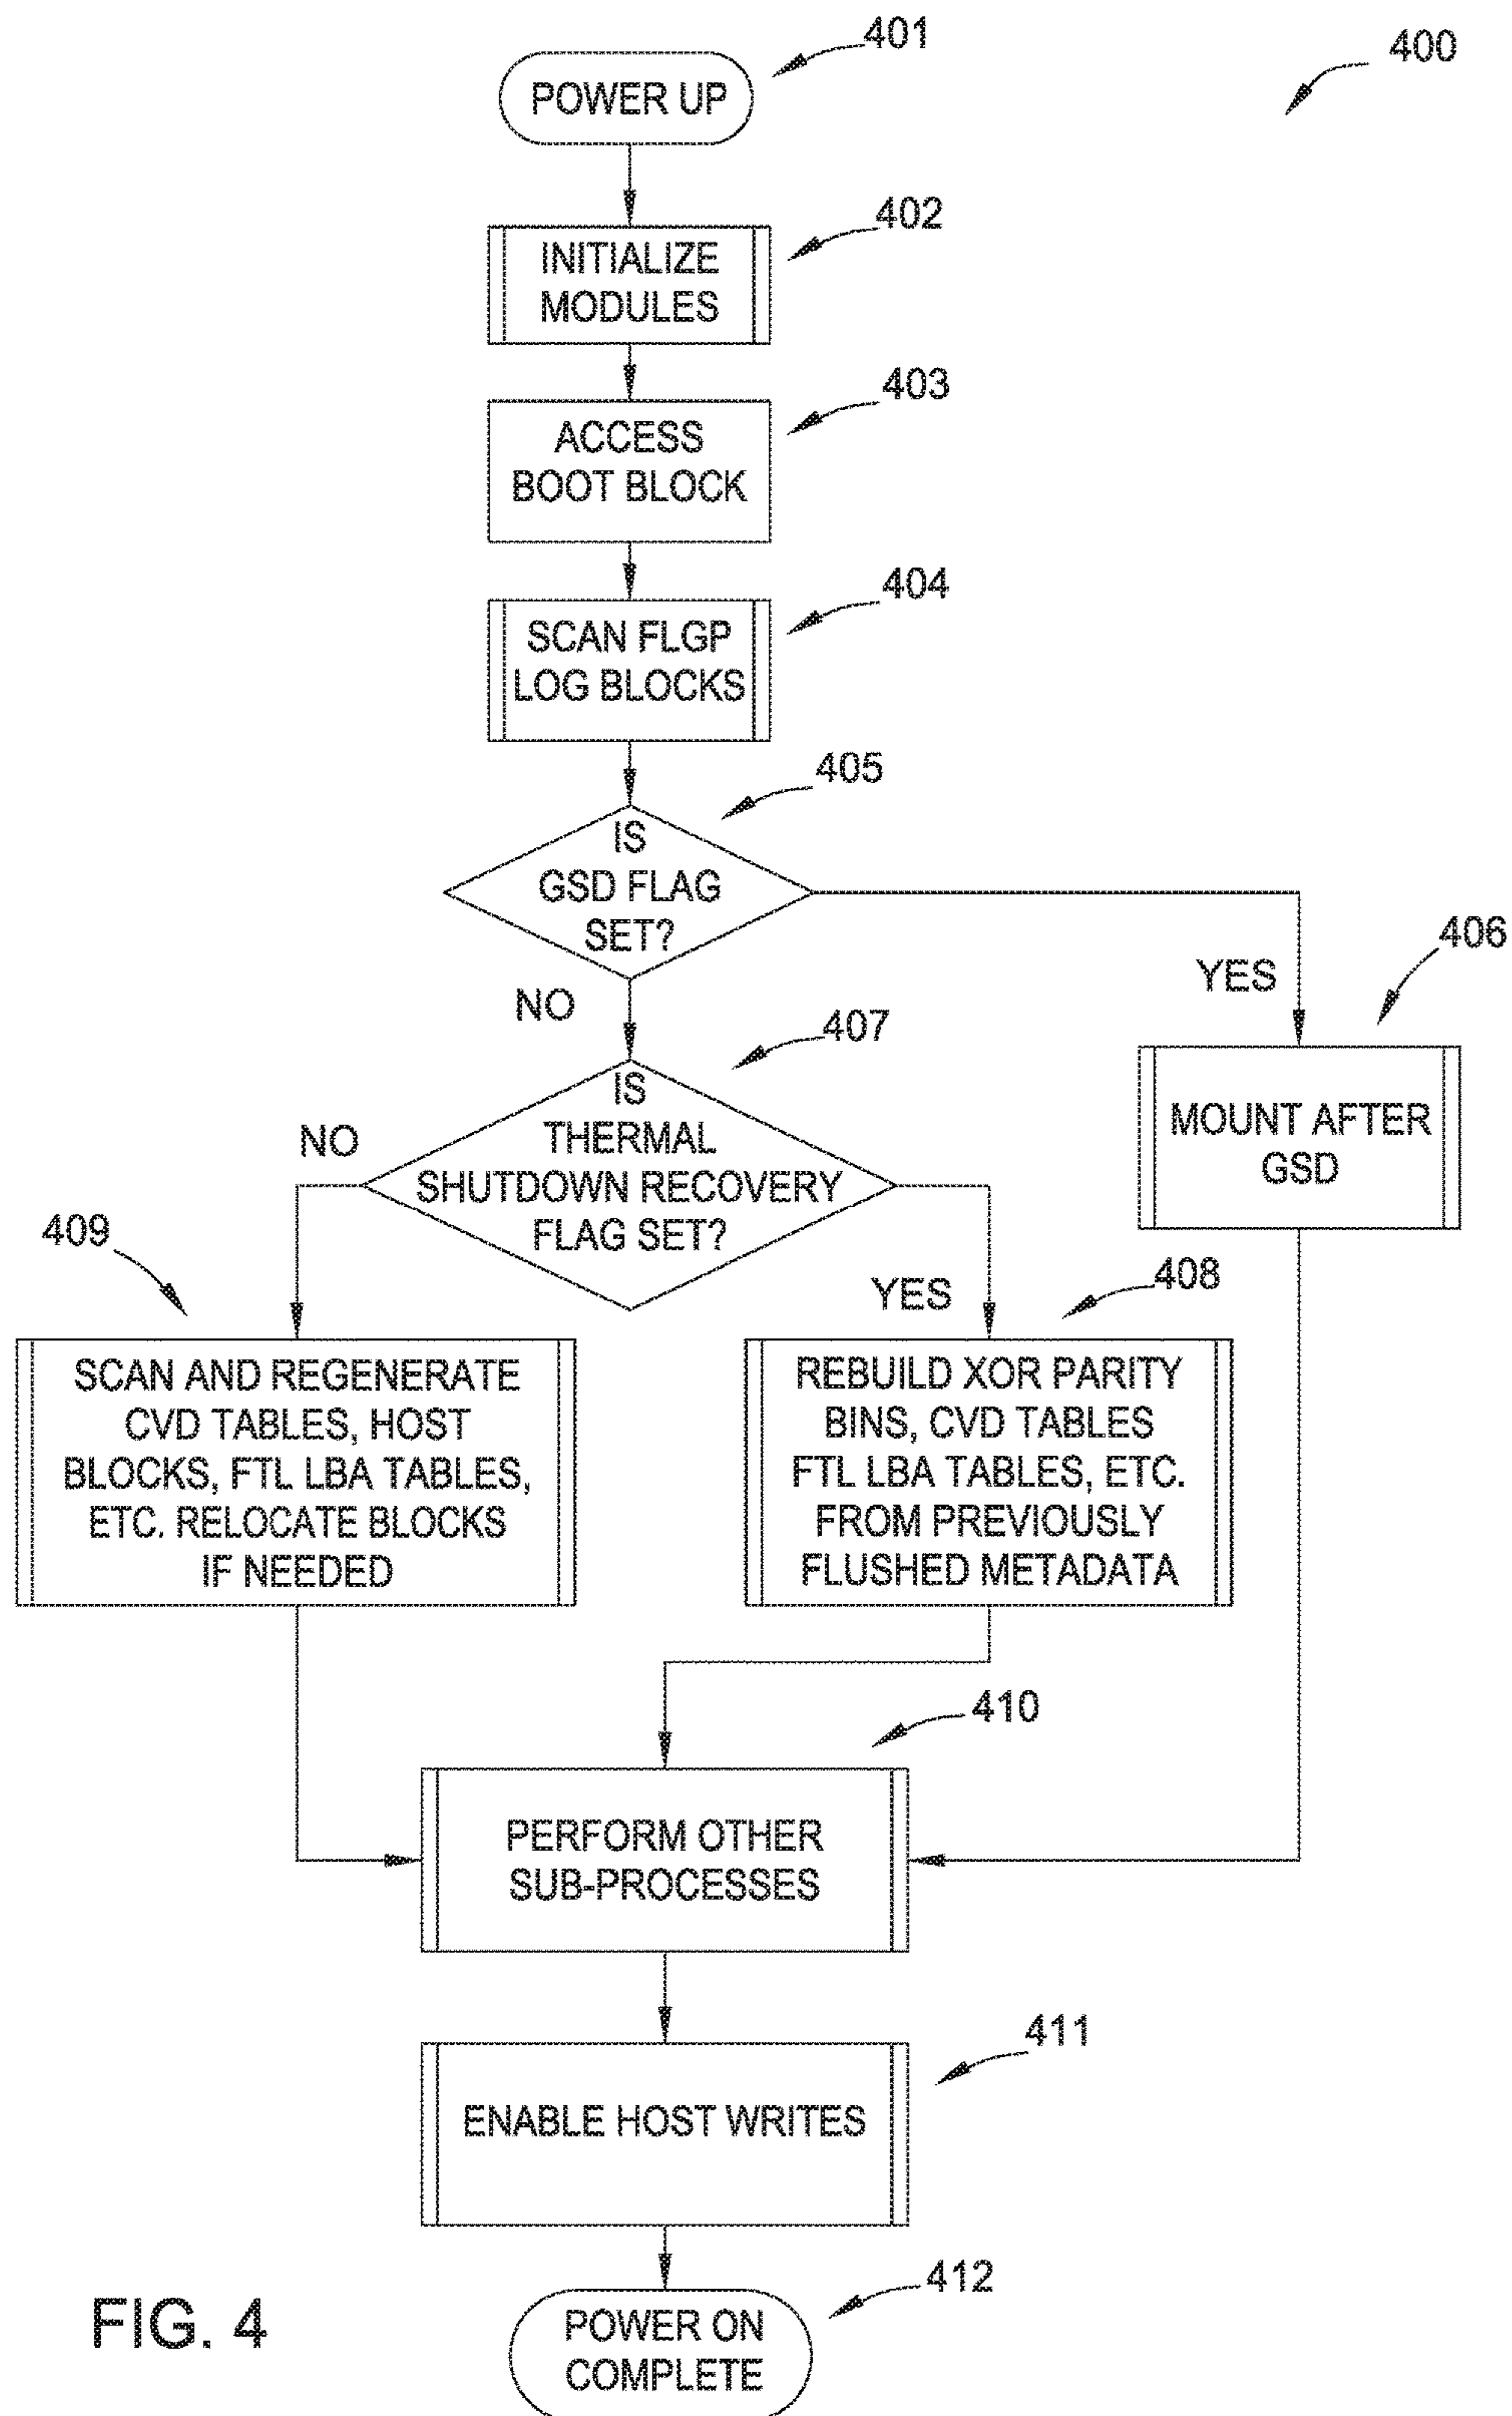 401
400
POWER UP
402
INITIALIZE
MODULES
403
ACCESS
BOOT BLOCK
404
SCAN FLGP
LOG BLOCKS
405
IS
GSD FLAG
SET?
406
YES
NO
407
IS
THERMAL
SHUTDOWN RECOVERY
FLAG SET?
NO
MOUNT AFTER
GSD
409
408
YES
SCAN AND REGENERATE
CVD TABLES, HOST
BLOCKS, FTL LBA TABLES,
ETC. RELOCATE BLOCKS
IF NEEDED
REBUILD XOR PARITY
BINS, CVD TABLES
FTL LBA TABLES, ETC.
FROM PREVIOUSLY
FLUSHED METADATA
410
PERFORM OTHER
SUB-PROCESSES
411
ENABLE HOST WRITES
412
POWER ON
COMPLETE
FIG. 4